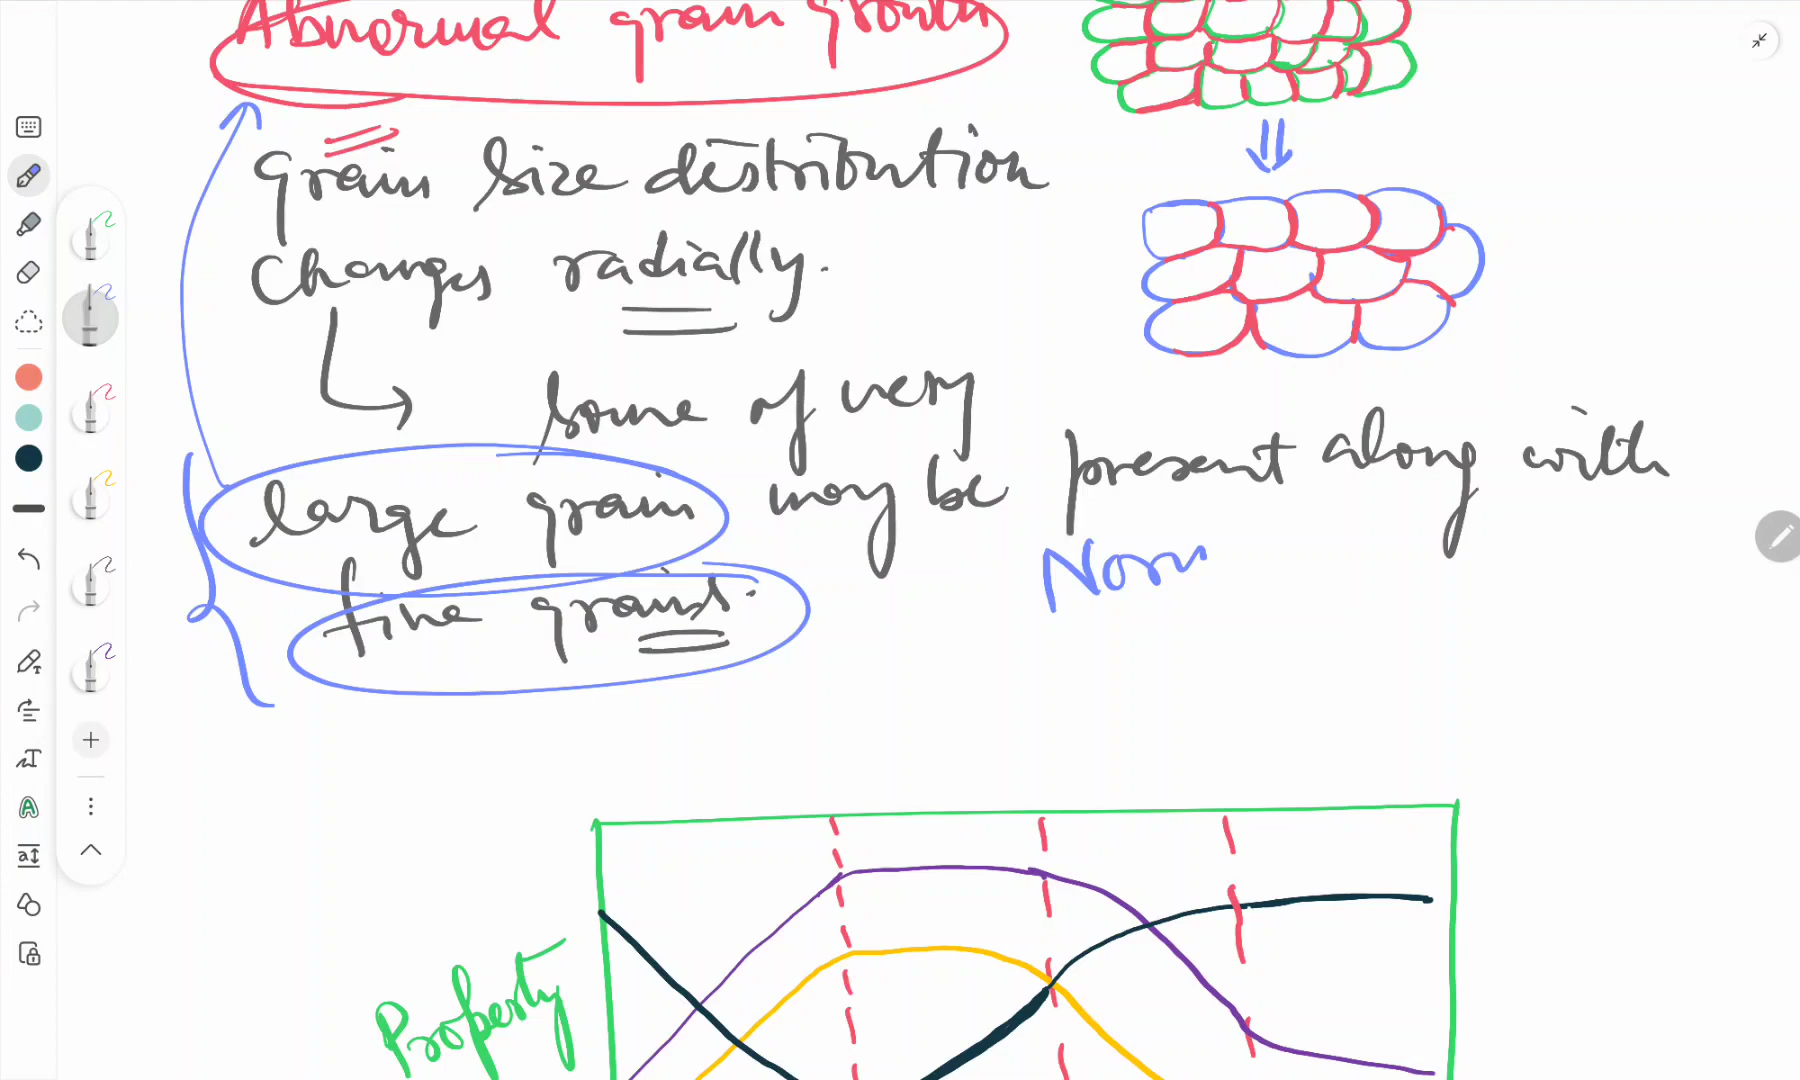 Abnormal grain growth
grain size distribution
changes radially.
some of very
large grain may be present along with
fine grains.
Norm
Property